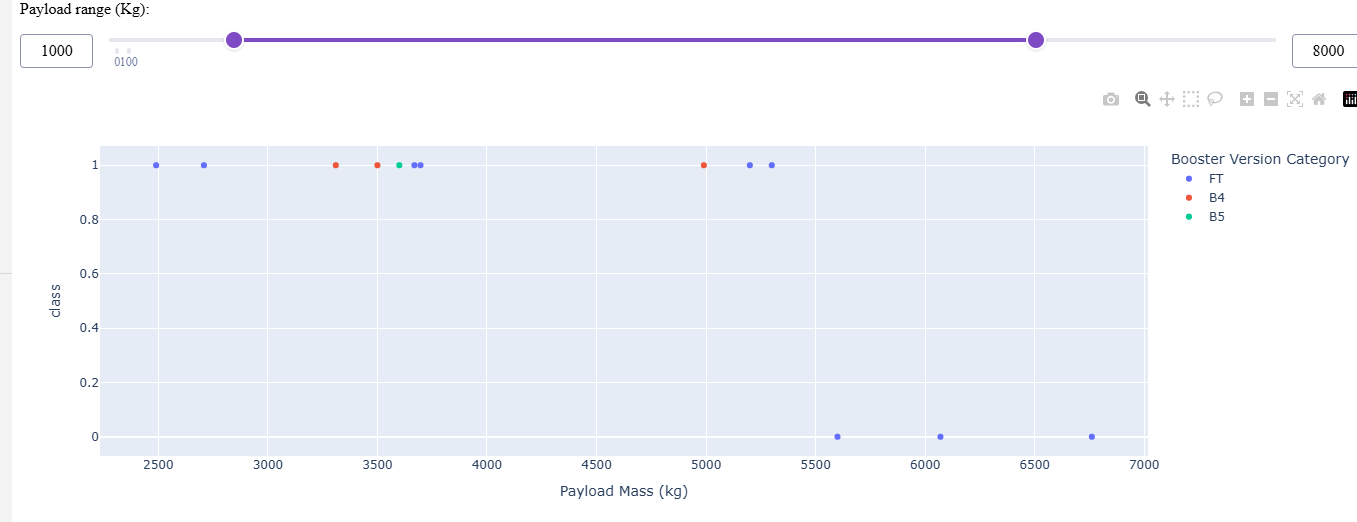 Payload range (Kg):
1000
8000
0100
Booster Version Category
FT
B4
B5
1
0.8
0.6
0.4
0.2
0
class
2500 3000 3500 4000 4500 5000 5500 6000 6500 7000
Payload Mass (kg)